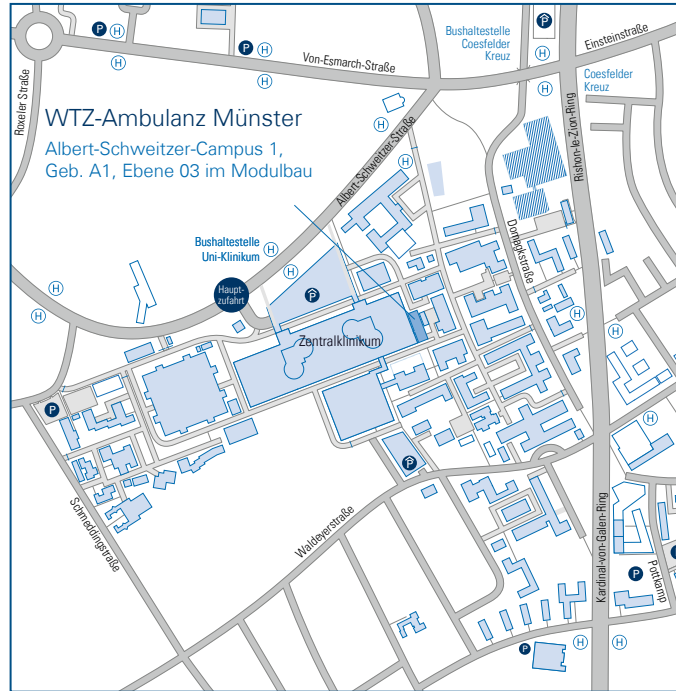 P
H
H
P
H
H
Von-Esmarch-Straße
Bushaltestelle
Coesfelder
Kreuz
P
H
H
Einsteinstraße
Coesfelder
Kreuz
Roxeler Straße
WTZ-Ambulanz Münster
Albert-Schweitzer-Campus 1,
Geb. A1, Ebene 03 im Modulbau
H
H
Albert-Schweitzer-Straße
Rishon-le-Zion-Ring
Domagkstraße
Bushaltestelle
Uni-Klinikum
H
H
Haupt-
zufahrt
P
H
H
H
H
Zentralklinikum
P
H
H
P
Schmeddingstraße
Waldeyerstraße
Kardinal-von-Galen-Ring
Pottkamp
P
P
P
H
H